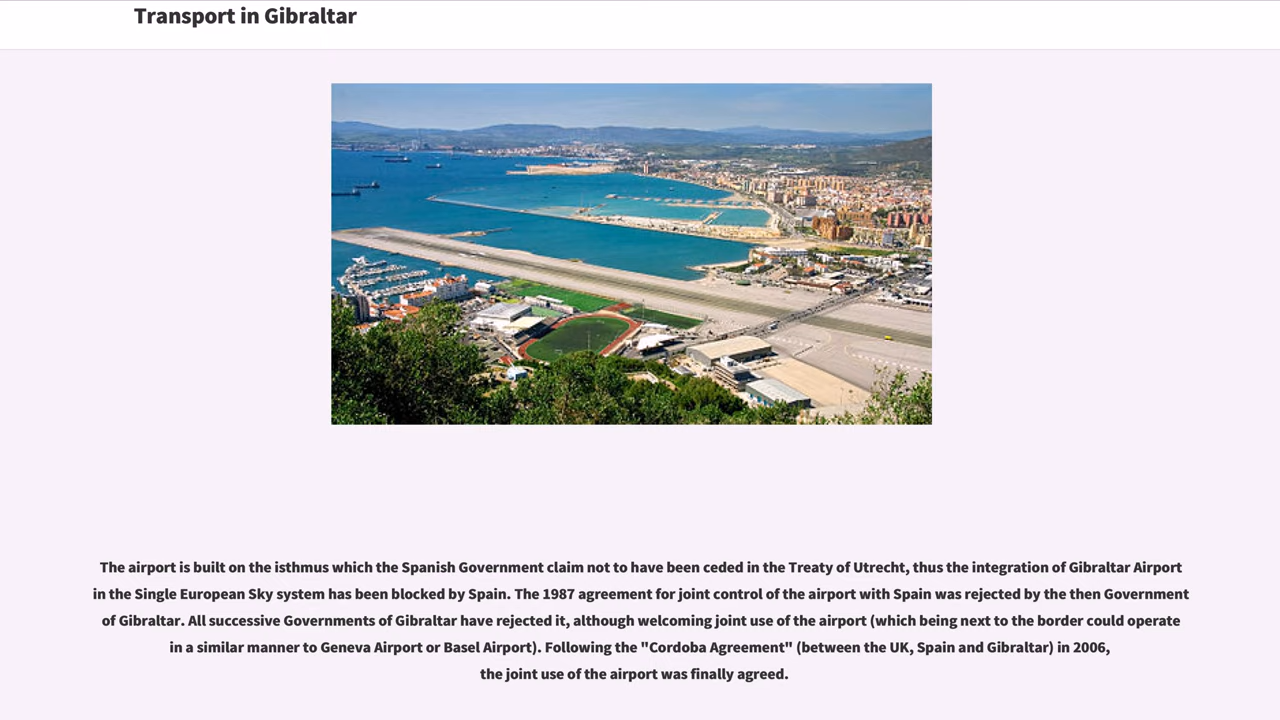 Transport in Gibraltar
The airport is built on the isthmus which the Spanish Government claim not to have been ceded in the Treaty of Utrecht, thus the integration of Gibraltar Airport
in the Single European Sky system has been blocked by Spain. The 1987 agreement for joint control of the airport with Spain was rejected by the then Government
of Gibraltar. All successive Governments of Gibraltar have rejected it, although welcoming joint use of the airport (which being next to the border could operate
in a similar manner to Geneva Airport or Basel Airport). Following the "Cordoba Agreement" (between the UK, Spain and Gibraltar) in 2006,
the joint use of the airport was finally agreed.